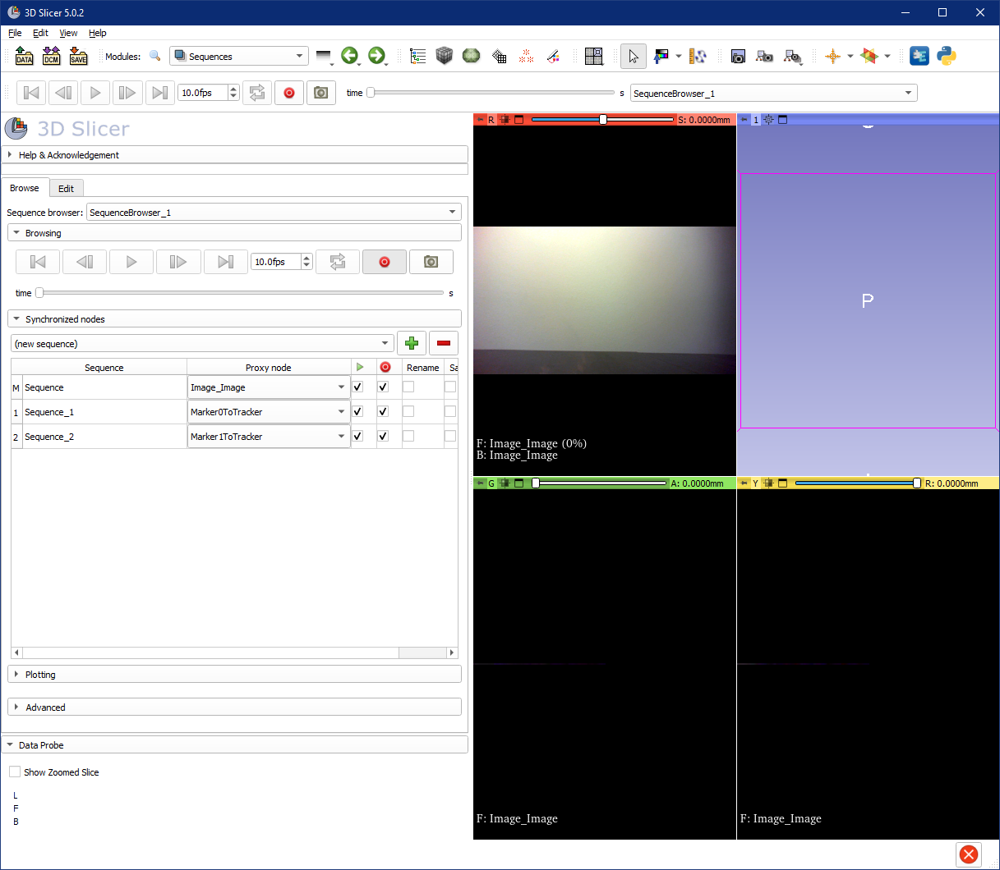 3D Slicer 5.0.2
File Edit View Help
DATA DCM SAVE Modules: Sequences
10.0fps time s SequenceBrowser_1
3D Slicer
Help & Acknowledgement
Browse Edit
Sequence browser: SequenceBrowser_1
Browsing
10.0fps
time s
Synchronized nodes
(new sequence)
Sequence Proxy node Rename Sa
M Sequence Image_Image
1 Sequence_1 Marker0ToTracker
2 Sequence_2 Marker1ToTracker
Plotting
Advanced
Data Probe
Show Zoomed Slice
L
F
B
R S: 0.0000mm
F: Image_Image (0%)
B: Image_Image
1
P
G A: 0.0000mm
F: Image_Image
Y R: 0.0000mm
F: Image_Image